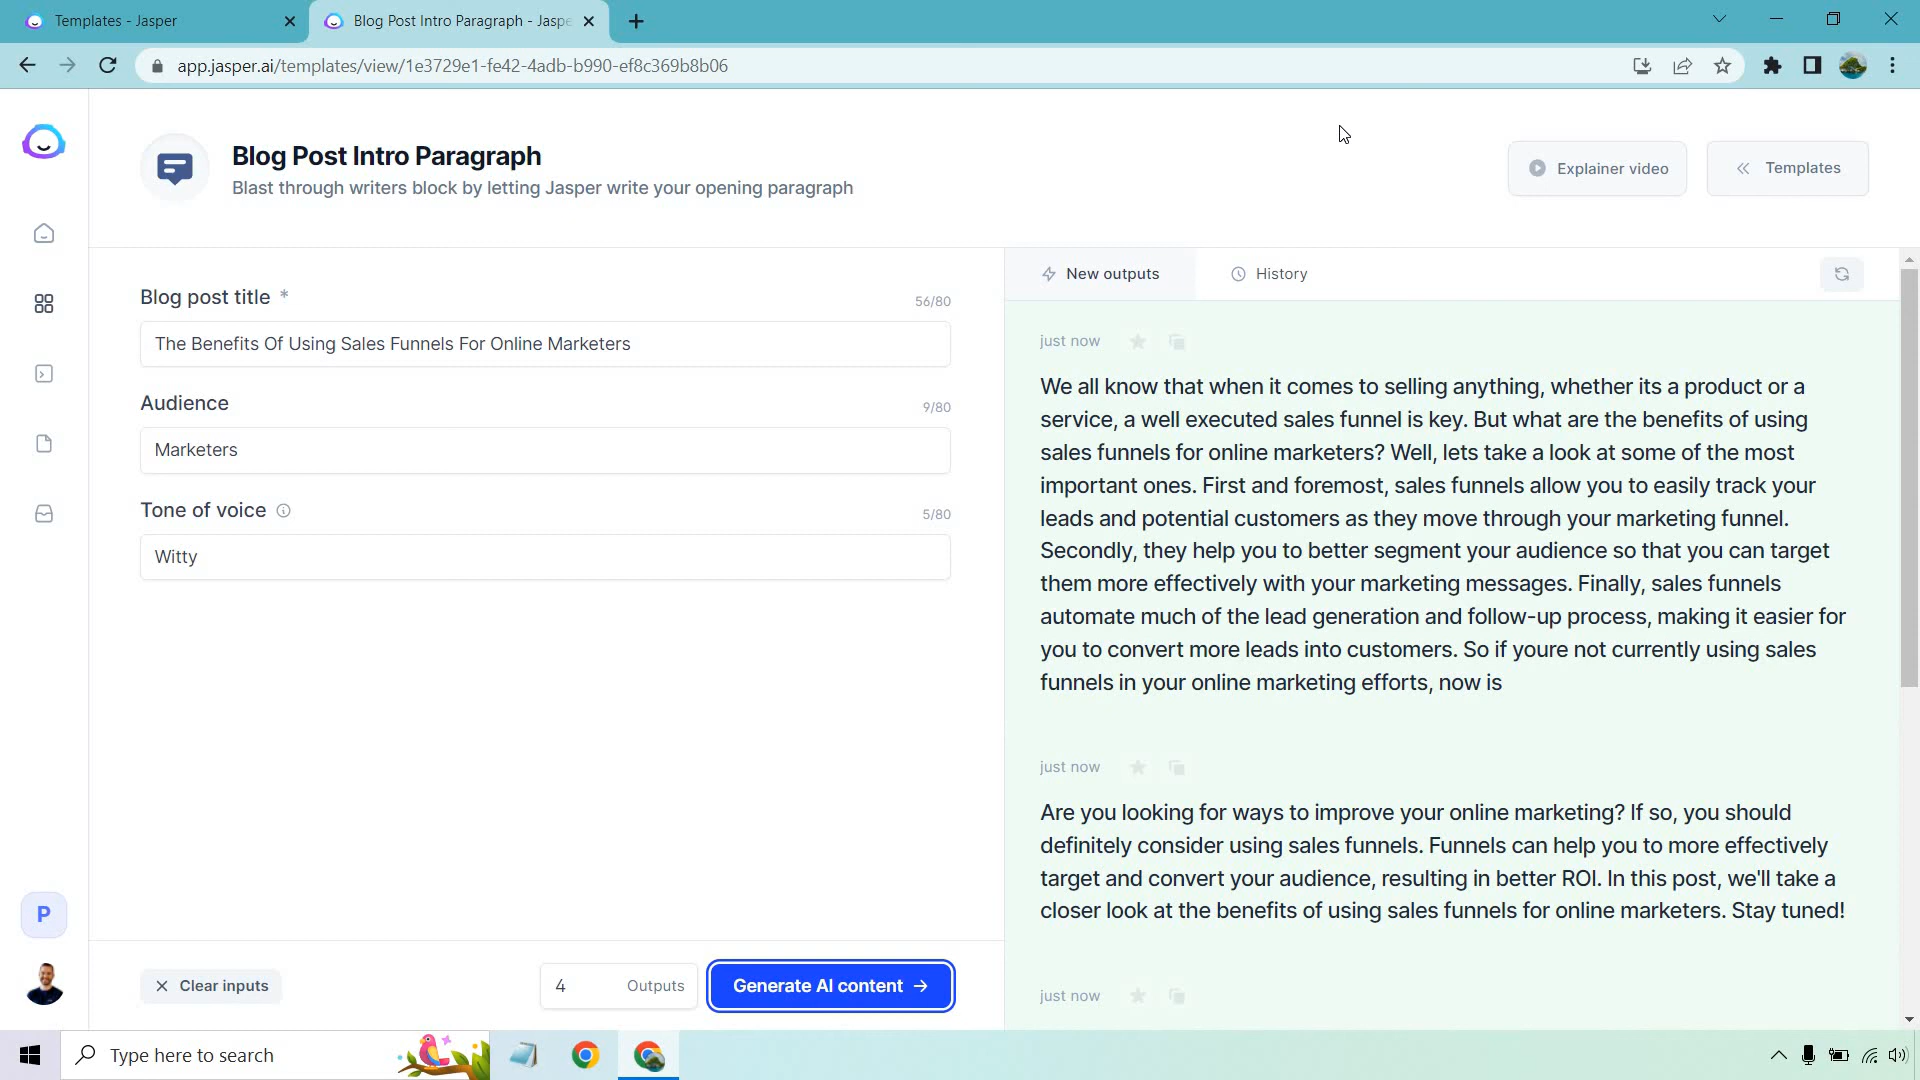 Templates - Jasper
Blog Post Intro Paragraph - Jaspe
app.jasper.ai/templates/view/1e3729e1-fe42-4adb-b990-ef8c369b8b06
Blog Post Intro Paragraph
Blast through writers block by letting Jasper write your opening paragraph
Explainer video
Templates
Blog post title *
56/80
The Benefits Of Using Sales Funnels For Online Marketers
Audience
9/80
Marketers
Tone of voice
5/80
Witty
P
Clear inputs
4 Outputs
Generate AI content
New outputs
History
just now
We all know that when it comes to selling anything, whether its a product or a
service, a well executed sales funnel is key. But what are the benefits of using
sales funnels for online marketers? Well, lets take a look at some of the most
important ones. First and foremost, sales funnels allow you to easily track your
leads and potential customers as they move through your marketing funnel.
Secondly, they help you to better segment your audience so that you can target
them more effectively with your marketing messages. Finally, sales funnels
automate much of the lead generation and follow-up process, making it easier for
you to convert more leads into customers. So if youre not currently using sales
funnels in your online marketing efforts, now is
just now
Are you looking for ways to improve your online marketing? If so, you should
definitely consider using sales funnels. Funnels can help you to more effectively
target and convert your audience, resulting in better ROI. In this post, we'll take a
closer look at the benefits of using sales funnels for online marketers. Stay tuned!
just now
Type here to search